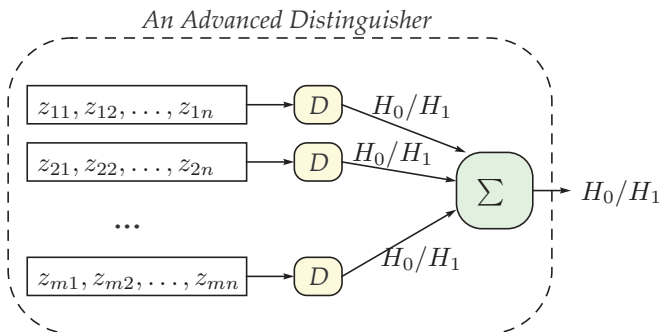 An Advanced Distinguisher
z₁₁, z₁₂, . . . , z₁ₙ D H₀/H₁
z₂₁, z₂₂, . . . , z₂ₙ D H₀/H₁
...
Σ H₀/H₁
zₘ₁, zₘ₂, . . . , zₘₙ D H₀/H₁